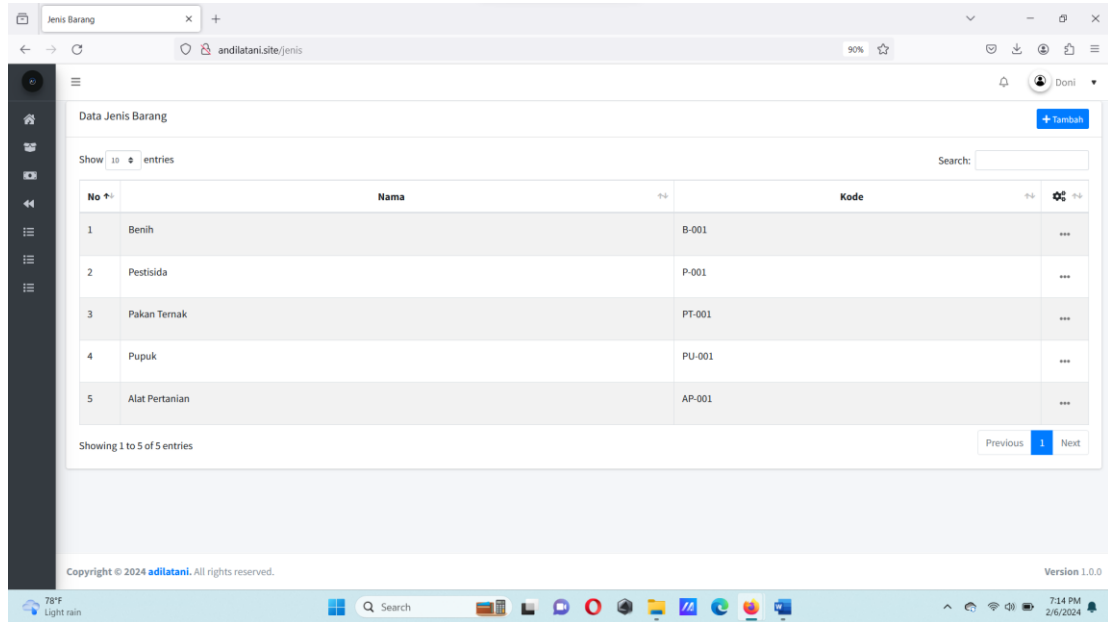 Jenis Barang
andilatani.site/jenis
90%
Doni
Data Jenis Barang
+ Tambah
Show 10 entries
Search:
No Nama Kode
1 Benih B-001
2 Pestisida P-001
3 Pakan Ternak PT-001
4 Pupuk PU-001
5 Alat Pertanian AP-001
Showing 1 to 5 of 5 entries
Previous 1 Next
Copyright © 2024 adilatani. All rights reserved.
Version 1.0.0
78°F
Light rain
Search
7:14 PM
2/6/2024